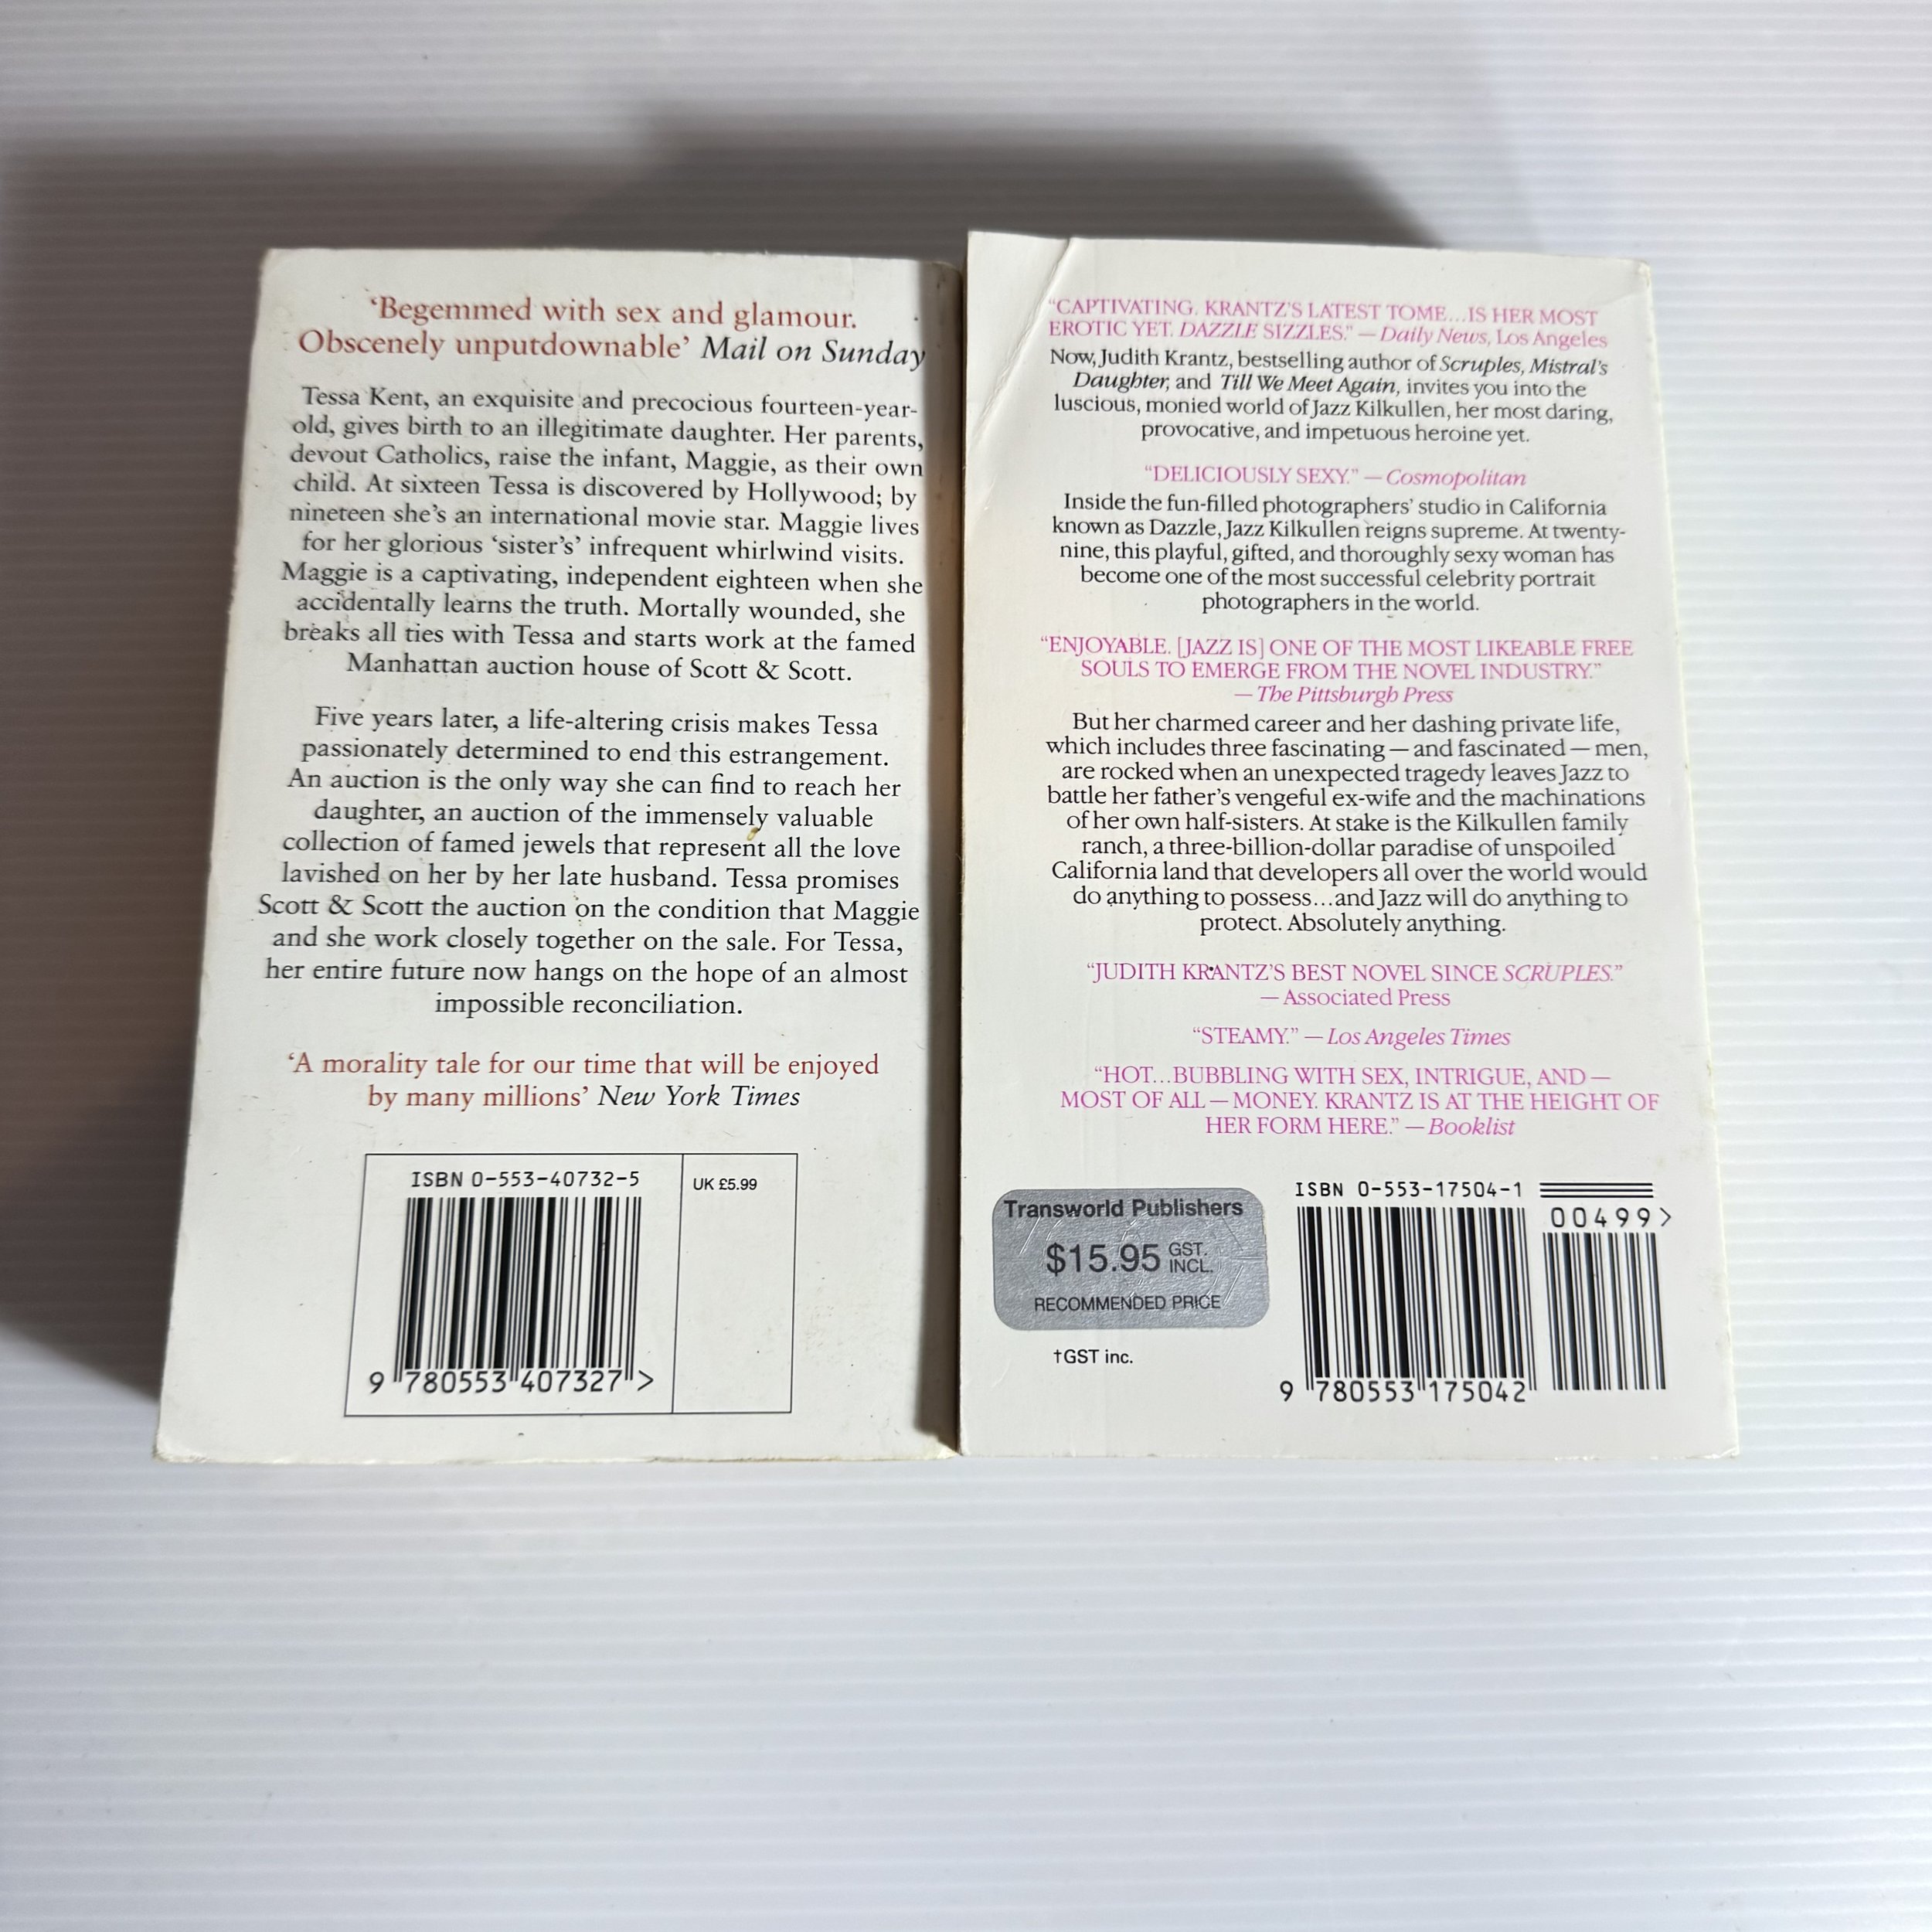 ‘Begemmed with sex and glamour.
Obscenely unputdownable’ Mail on Sunday
Tessa Kent, an exquisite and precocious fourteen-year-
old, gives birth to an illegitimate daughter. Her parents,
devout Catholics, raise the infant, Maggie, as their own
child. At sixteen Tessa is discovered by Hollywood; by
nineteen she’s an international movie star. Maggie lives
for her glorious ‘sister’s’ infrequent whirlwind visits.
Maggie is a captivating, independent eighteen when she
accidentally learns the truth. Mortally wounded, she
breaks all ties with Tessa and starts work at the famed
Manhattan auction house of Scott & Scott.
Five years later, a life-altering crisis makes Tessa
passionately determined to end this estrangement.
An auction is the only way she can find to reach her
daughter, an auction of the immensely valuable
collection of famed jewels that represent all the love
lavished on her by her late husband. Tessa promises
Scott & Scott the auction on the condition that Maggie
and she work closely together on the sale. For Tessa,
her entire future now hangs on the hope of an almost
impossible reconciliation.
‘A morality tale for our time that will be enjoyed
by many millions’ New York Times
ISBN 0-553-40732-5
UK £5.99
9 780553 407327 >
“CAPTIVATING. KRANTZ’S LATEST TOME...IS HER MOST
EROTIC YET. DAZZLE SIZZLES.” — Daily News, Los Angeles
Now, Judith Krantz, bestselling author of Scruples, Mistral’s
Daughter, and Till We Meet Again, invites you into the
luscious, monied world of Jazz Kilkullen, her most daring,
provocative, and impetuous heroine yet.
“DELICIOUSLY SEXY.” — Cosmopolitan
Inside the fun-filled photographers’ studio in California
known as Dazzle, Jazz Kilkullen reigns supreme. At twenty-
nine, this playful, gifted, and thoroughly sexy woman has
become one of the most successful celebrity portrait
photographers in the world.
“ENJOYABLE. [JAZZ IS] ONE OF THE MOST LIKEABLE FREE
SOULS TO EMERGE FROM THE NOVEL INDUSTRY.”
— The Pittsburgh Press
But her charmed career and her dashing private life,
which includes three fascinating — and fascinated — men,
are rocked when an unexpected tragedy leaves Jazz to
battle her father’s vengeful ex-wife and the machinations
of her own half-sisters. At stake is the Kilkullen family
ranch, a three-billion-dollar paradise of unspoiled
California land that developers all over the world would
do anything to possess...and Jazz will do anything to
protect. Absolutely anything.
“JUDITH KRANTZ’S BEST NOVEL SINCE SCRUPLES.”
— Associated Press
“STEAMY.” — Los Angeles Times
“HOT...BUBBLING WITH SEX, INTRIGUE, AND —
MOST OF ALL — MONEY. KRANTZ IS AT THE HEIGHT OF
HER FORM HERE.” — Booklist
Transworld Publishers
$15.95 GST. INCL.
RECOMMENDED PRICE
†GST inc.
ISBN 0-553-17504-1
00499>
9 780553 175042